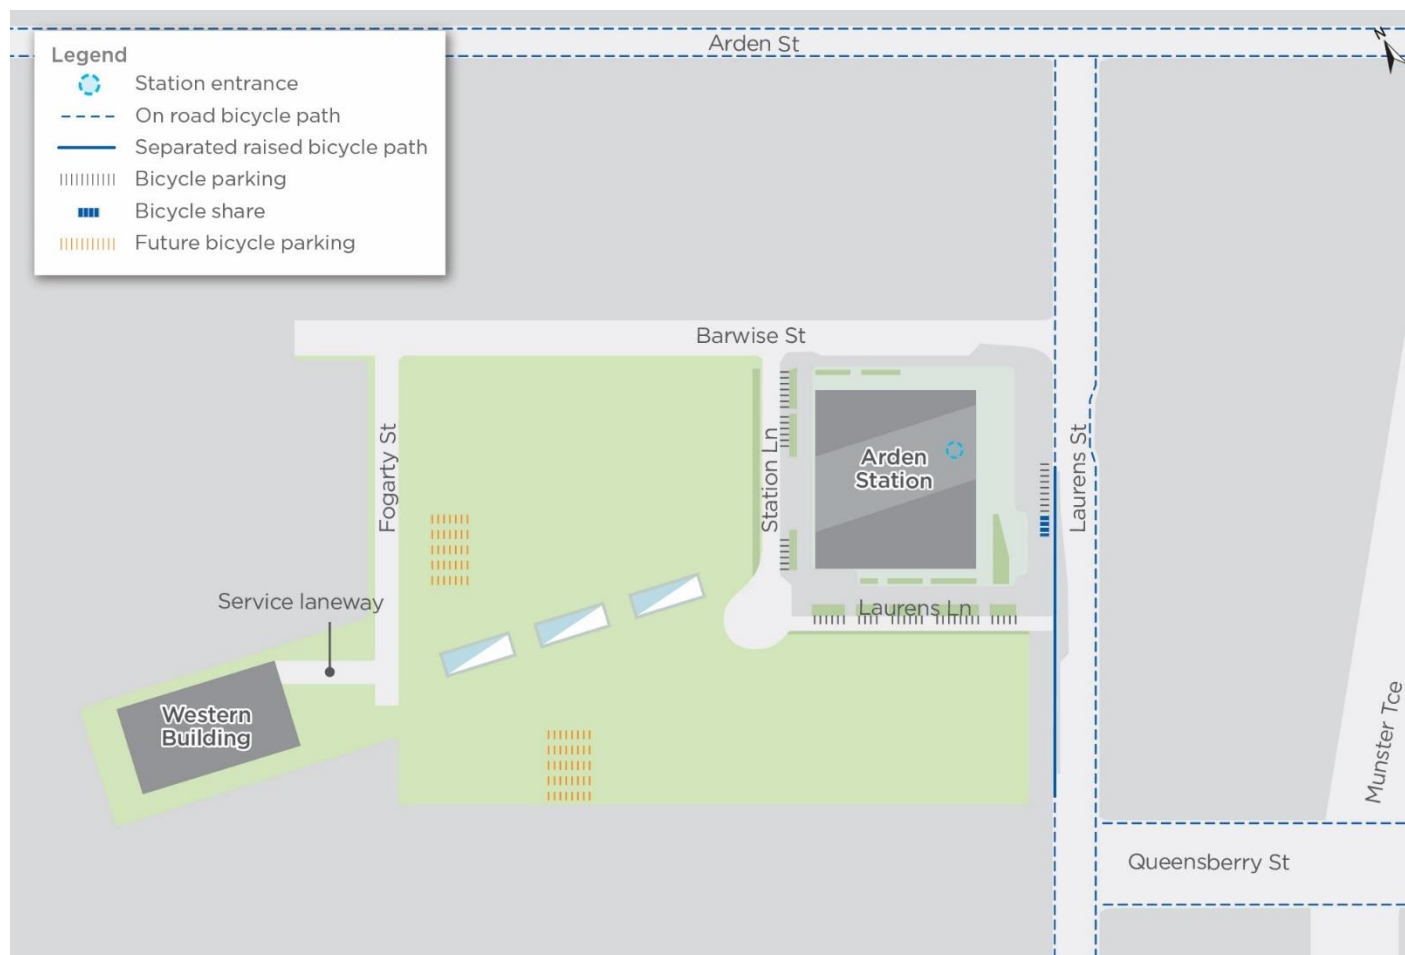 Arden St
N
Legend
Station entrance
On road bicycle path
Separated raised bicycle path
Bicycle parking
Bicycle share
Future bicycle parking
Barwise St
Fogarty St
Station Ln
Arden
Station
Laurens St
Service laneway
Laurens Ln
Western
Building
Munster Tce
Queensberry St